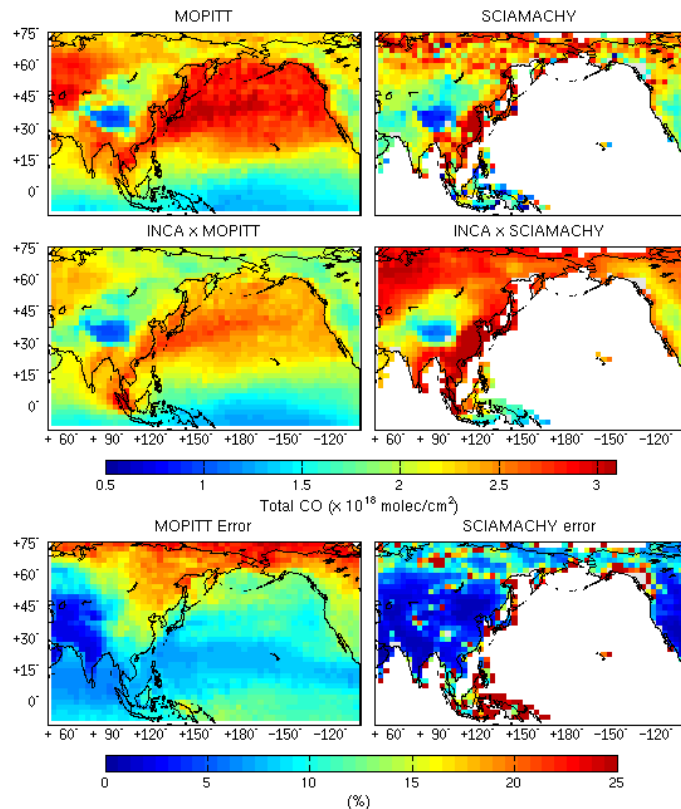 MOPITT SCIAMACHY
+75˚
+60˚
+45˚
+30˚
+15˚
0˚
INCA x MOPITT INCA x SCIAMACHY
+75˚
+60˚
+45˚
+30˚
+15˚
0˚
+ 60˚ + 90˚ +120˚ +150˚ −180˚ −150˚ −120˚ + 60˚ + 90˚ +120˚ +150˚ −180˚ −150˚ −120˚
0.5 1 1.5 2 2.5 3
Total CO (x 10¹⁸ molec/cm²)
MOPITT Error SCIAMACHY error
+75˚
+60˚
+45˚
+30˚
+15˚
0˚
+ 60˚ + 90˚ +120˚ +150˚ −180˚ −150˚ −120˚ + 60˚ + 90˚ +120˚ +150˚ −180˚ −150˚ −120˚
0 5 10 15 20 25
(%)